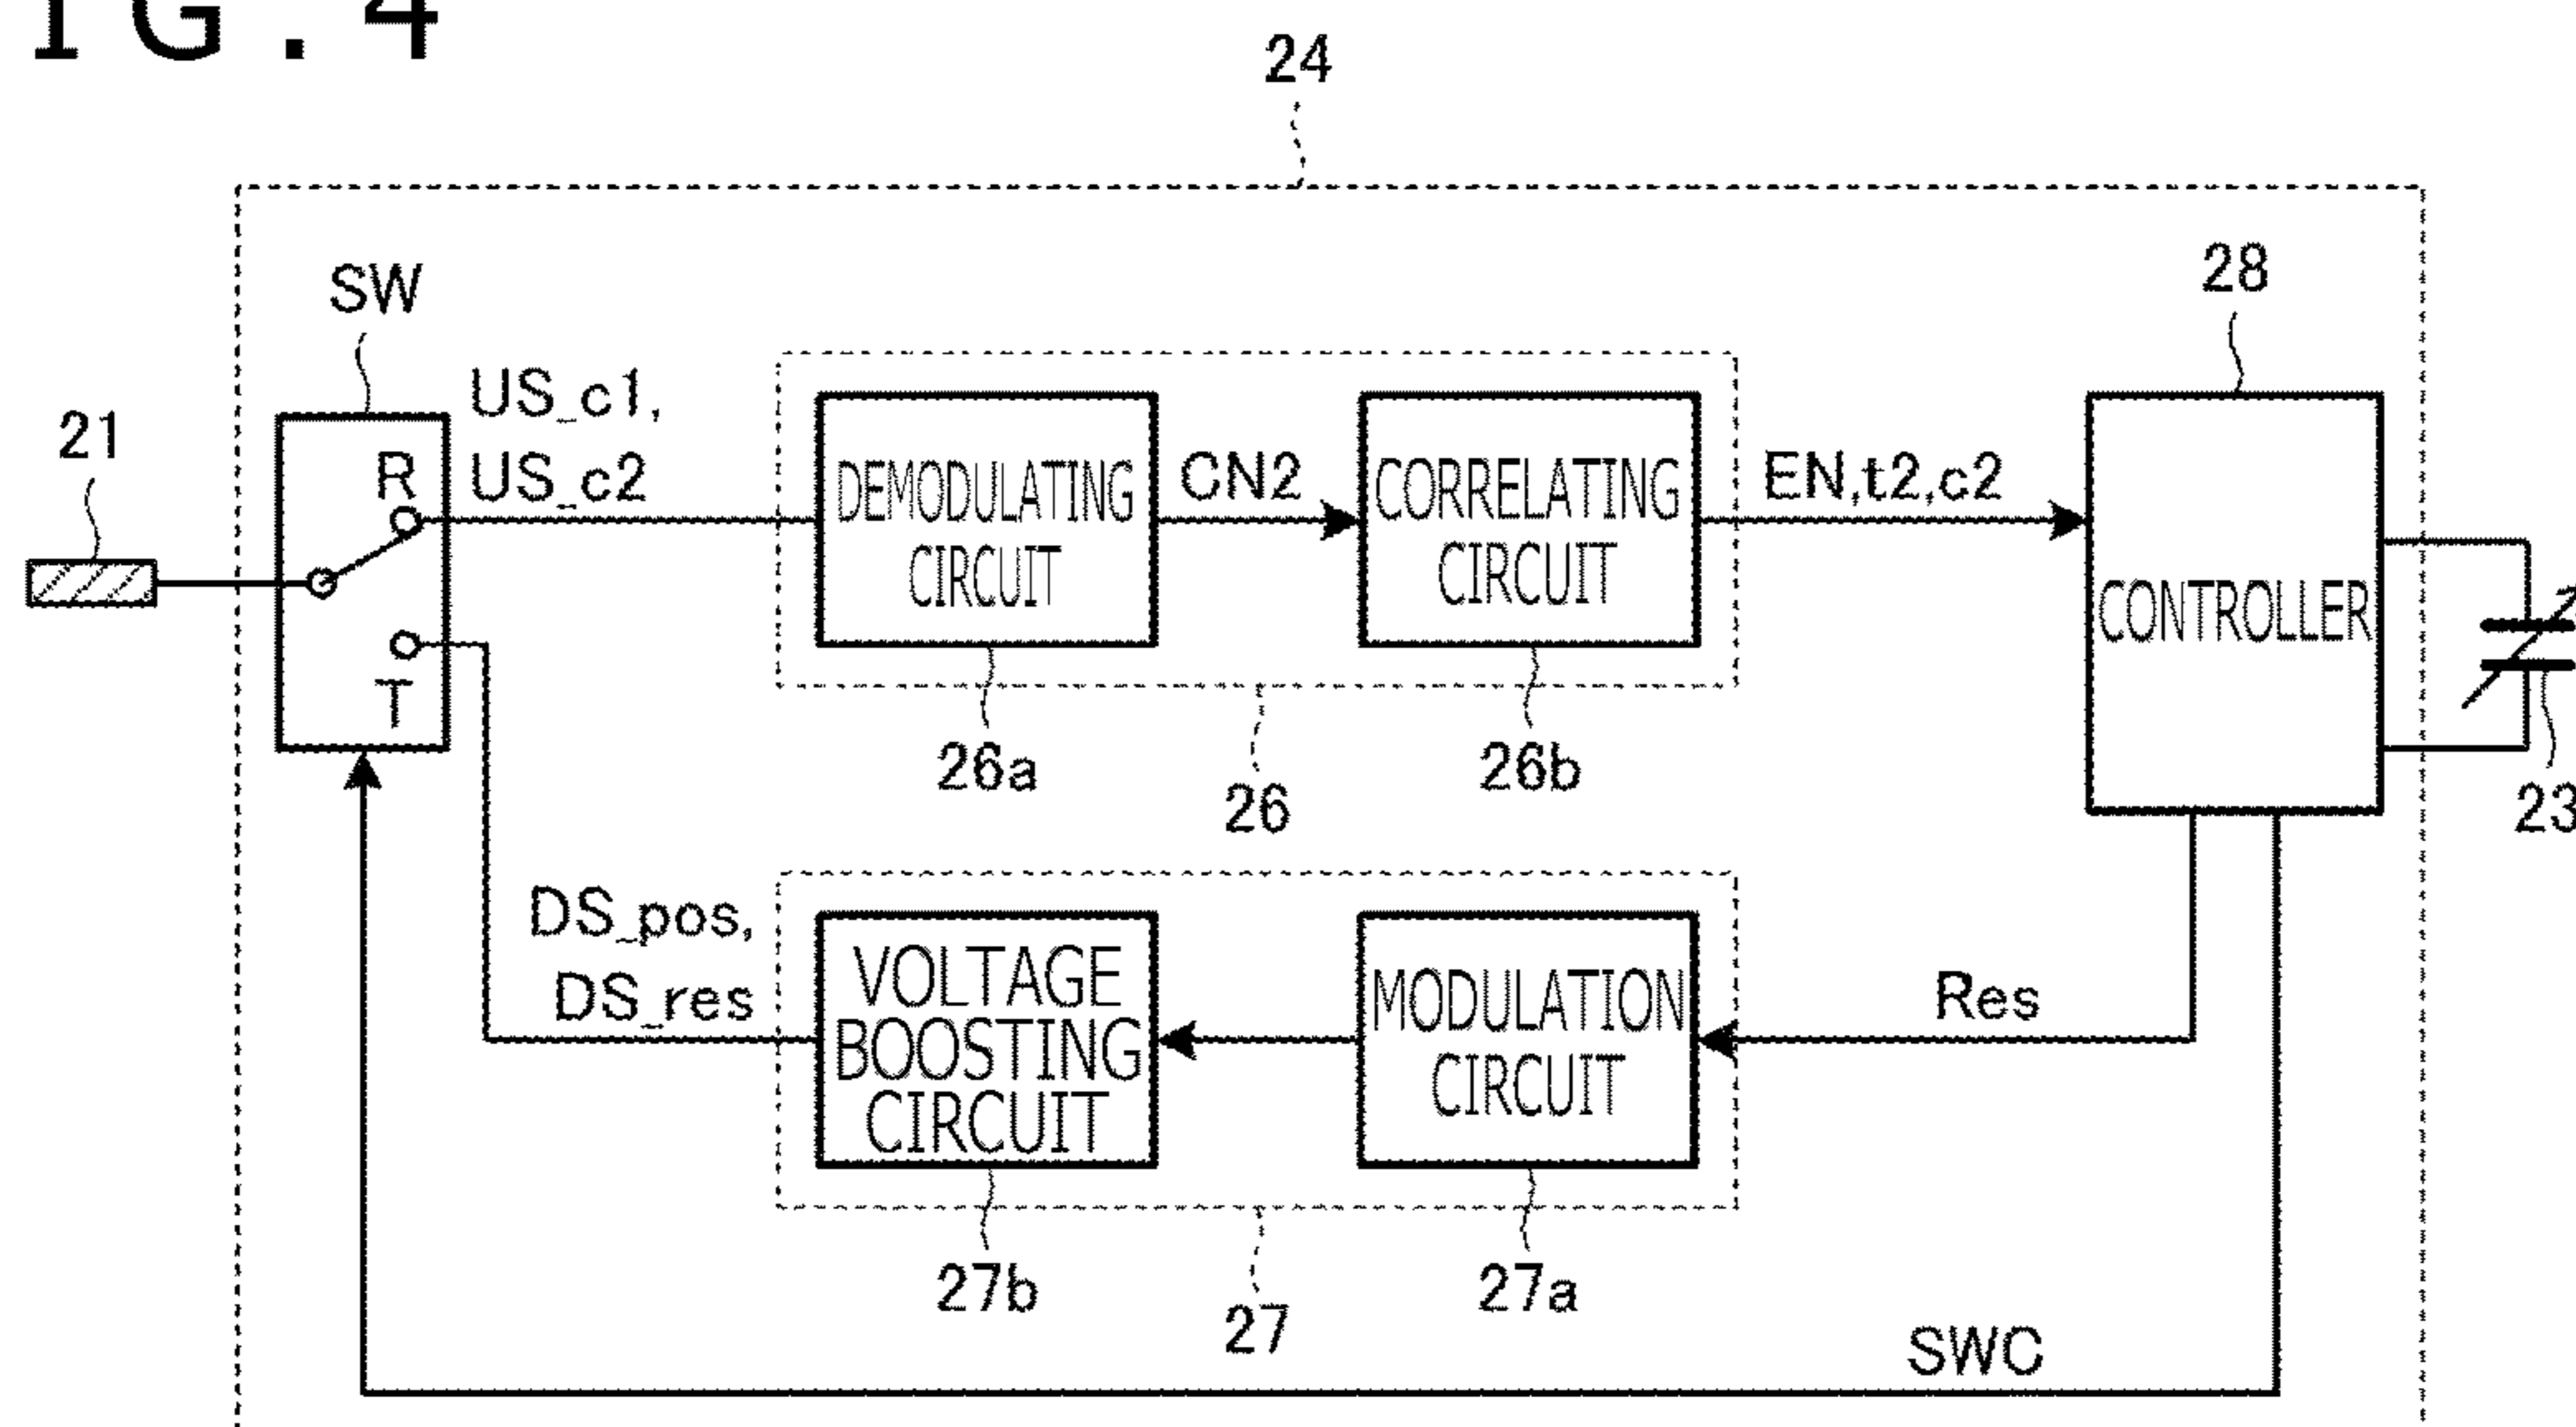 IG.4
24
SW
28
US_c1,
US_c2
21
R
T
DEMODULATING
CIRCUIT
CN2
CORRELATING
CIRCUIT
EN,t2,c2
CONTROLLER
26a
26
26b
23
DS_pos,
DS_res
VOLTAGE
BOOSTING
CIRCUIT
MODULATION
CIRCUIT
Res
27b
27
27a
SWC